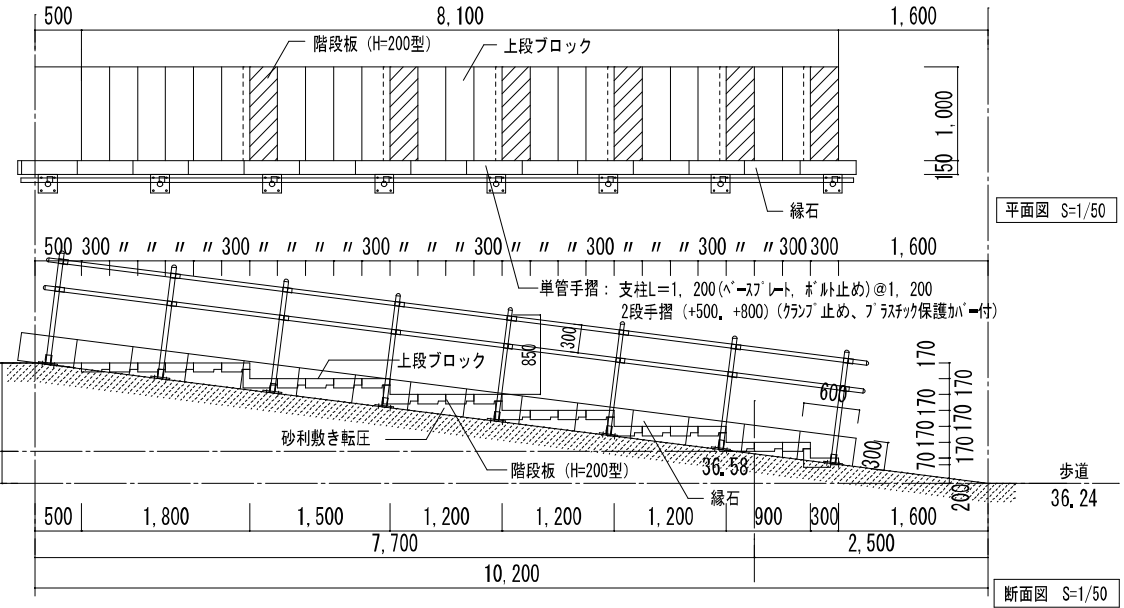 500 8,100 1,600
階段板 (H=200型) 上段ブロック
1,000
150
縁石
平面図 S=1/50
500 300 〃 〃 〃 〃 300 〃 〃 〃 〃 300 〃 〃 〃 300 〃 〃 〃 300 〃 〃 〃 300 300 1,600
単管手摺: 支柱L=1, 200(ベースプレート, ボルト止め)@1, 200
2段手摺 (+500, +800) (クランプ止め、プラスチック保護カバー付)
300
850
上段ブロック
170
170
600
170
170
170
170
70
300
砂利敷き転圧
階段板 (H=200型)
36.58
縁石
200
歩道
36.24
500 1,800 1,500 1,200 1,200 1,200 900 300 1,600
7,700 2,500
10,200
断面図 S=1/50